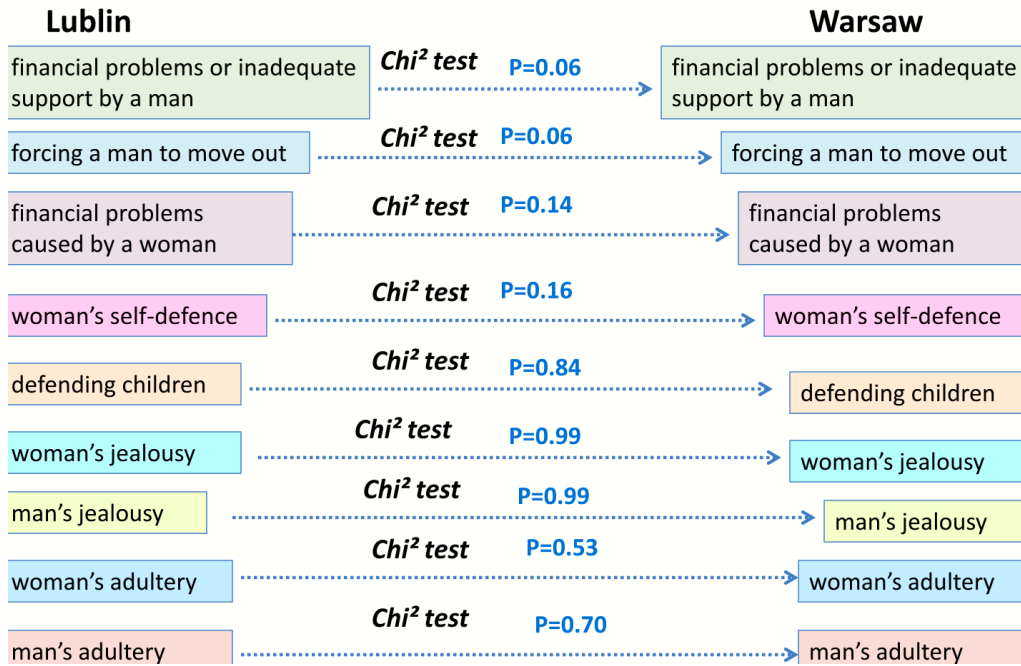 Lublin
Warsaw
financial problems or inadequate
support by a man
Chi² test P=0.06
financial problems or inadequate
support by a man
forcing a man to move out
Chi² test P=0.06
forcing a man to move out
financial problems
caused by a woman
Chi² test P=0.14
financial problems
caused by a woman
woman's self-defence
Chi² test P=0.16
woman's self-defence
defending children
Chi² test P=0.84
defending children
woman's jealousy
Chi² test P=0.99
woman's jealousy
man's jealousy
Chi² test P=0.99
man's jealousy
woman's adultery
Chi² test P=0.53
woman's adultery
man's adultery
Chi² test P=0.70
man's adultery